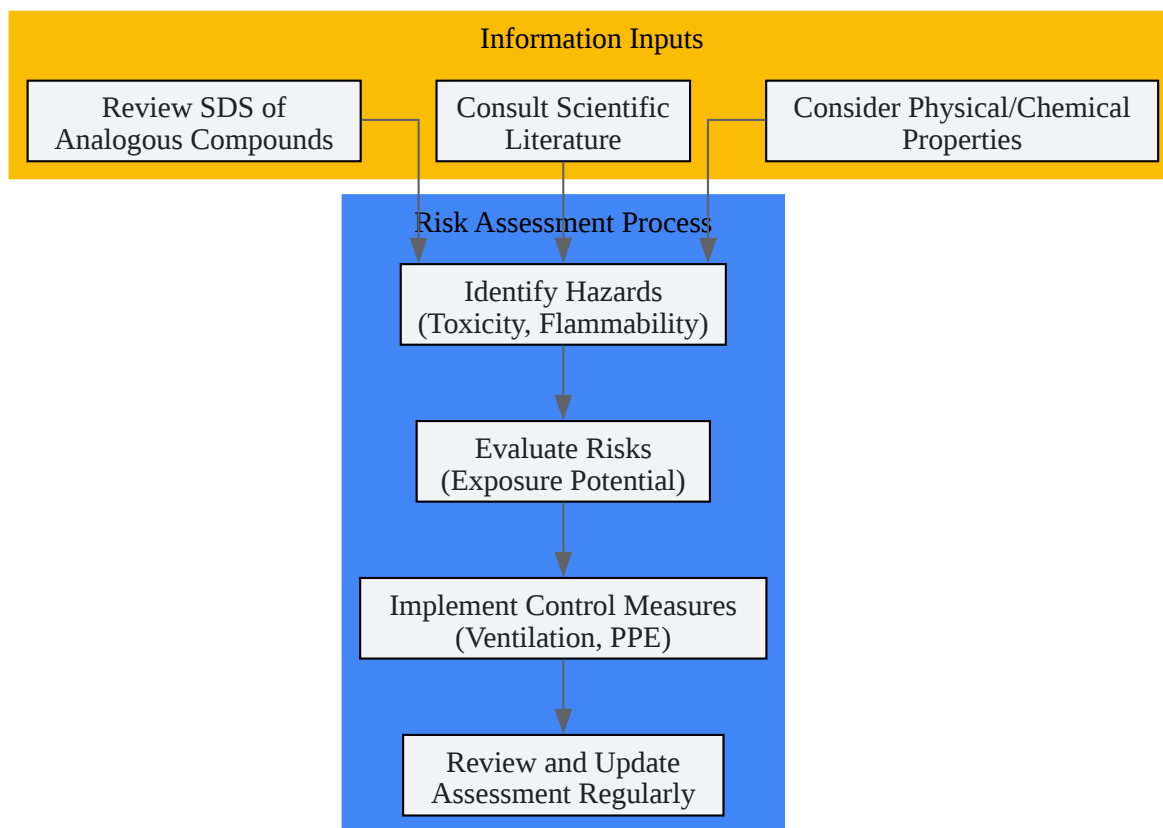 Information Inputs
Review SDS of
Analogous Compounds
Consult Scientific
Literature
Consider Physical/Chemical
Properties
Risk Assessment Process
Identify Hazards
(Toxicity, Flammability)
Evaluate Risks
(Exposure Potential)
Implement Control Measures
(Ventilation, PPE)
Review and Update
Assessment Regularly